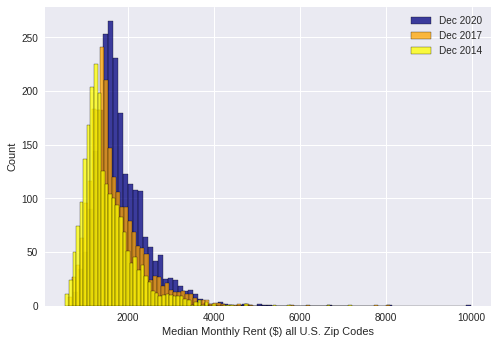 Dec 2020
Dec 2017
Dec 2014
250
200
150
100
50
0
Count
2000 4000 6000 8000 10000
Median Monthly Rent ($) all U.S. Zip Codes